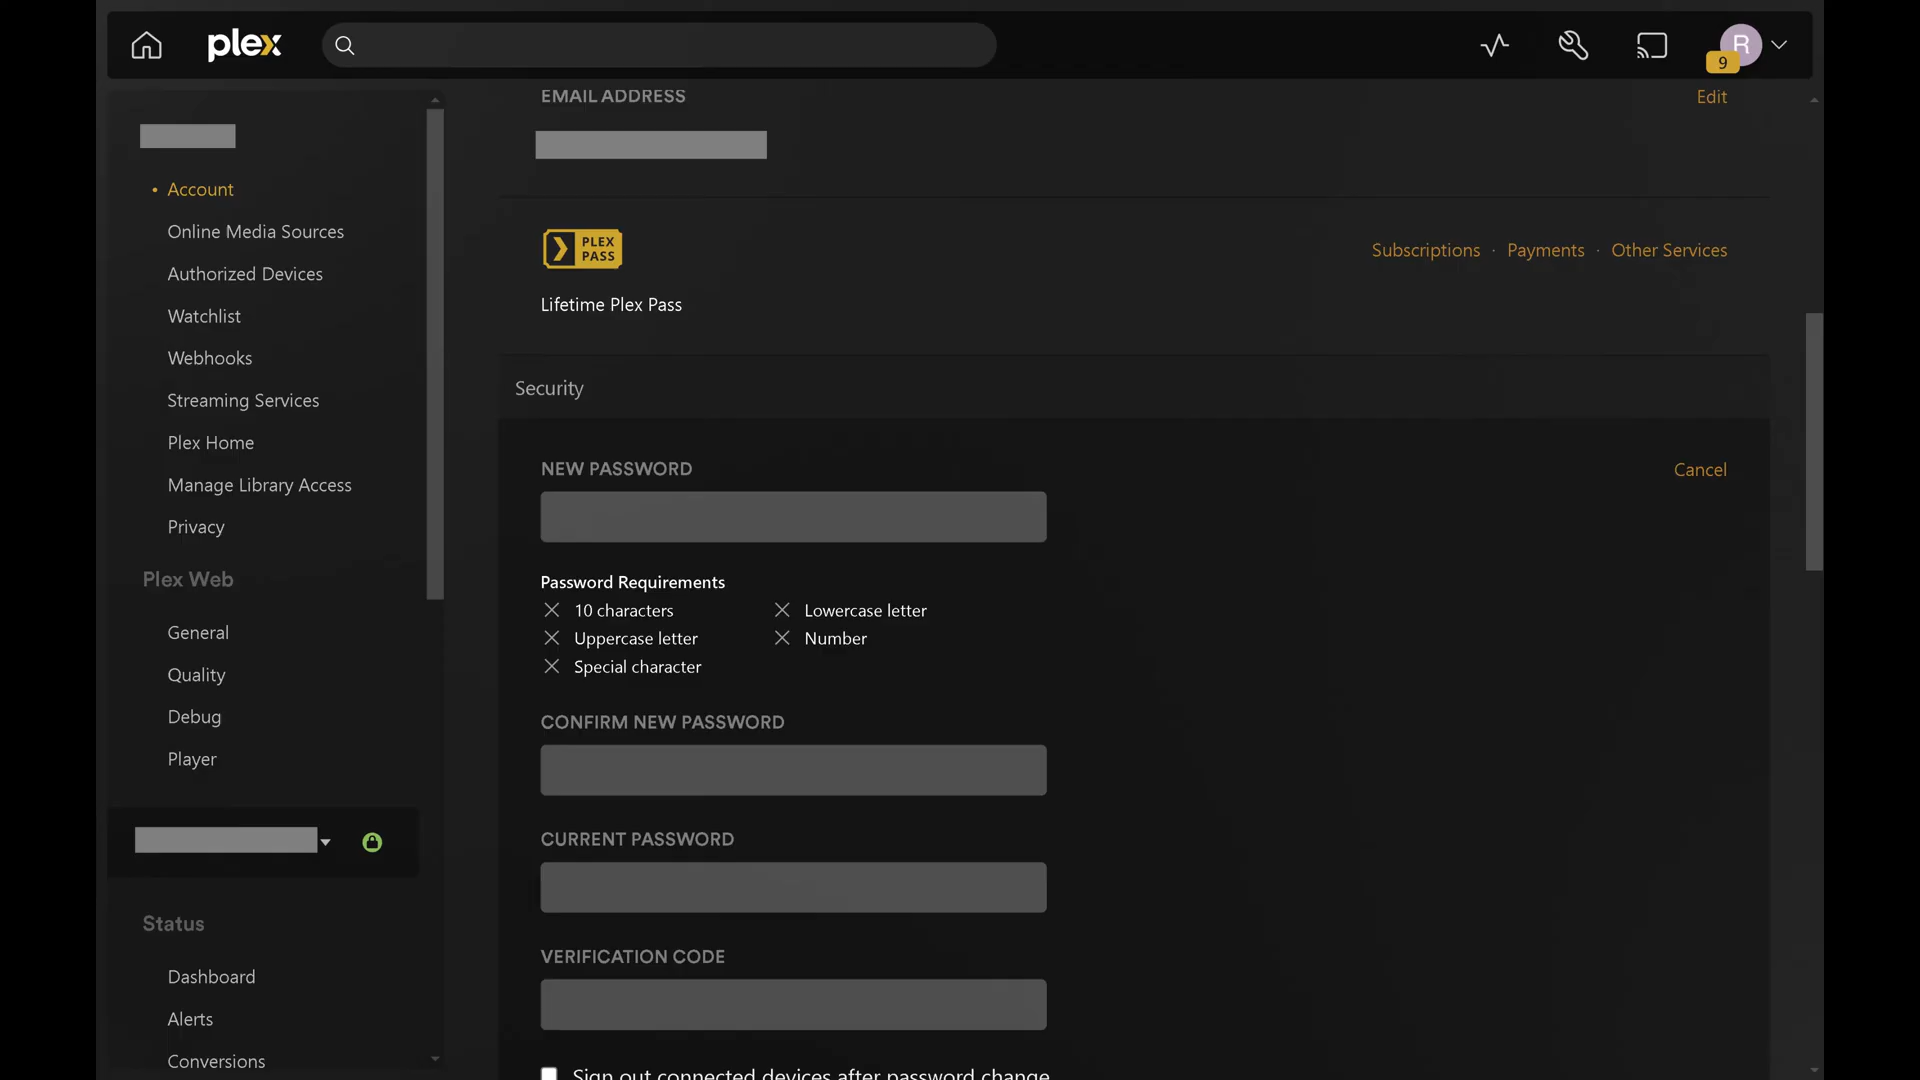 plex
R
9
Account
Online Media Sources
Authorized Devices
Watchlist
Webhooks
Streaming Services
Plex Home
Manage Library Access
Privacy
Plex Web
General
Quality
Debug
Player
Status
Dashboard
Alerts
Conversions
EMAIL ADDRESS
Edit
PLEX
PASS
Subscriptions · Payments · Other Services
Lifetime Plex Pass
Security
NEW PASSWORD
Cancel
Password Requirements
10 characters
Lowercase letter
Uppercase letter
Number
Special character
CONFIRM NEW PASSWORD
CURRENT PASSWORD
VERIFICATION CODE
Sign out connected devices after password change